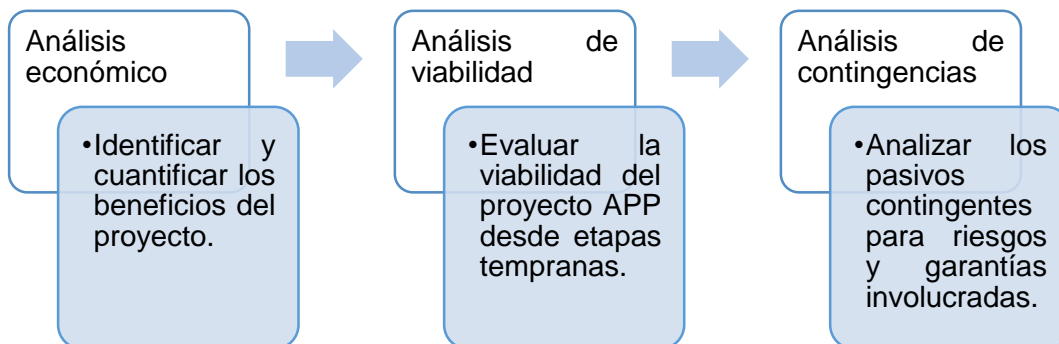 Análisis
económico
•Identificar y
cuantificar los
beneficios del
proyecto.
Análisis de
viabilidad
•Evaluar la
viabilidad del
proyecto APP
desde etapas
tempranas.
Análisis de
contingencias
•Analizar los
pasivos
contingentes
para riesgos
y garantías
involucradas.